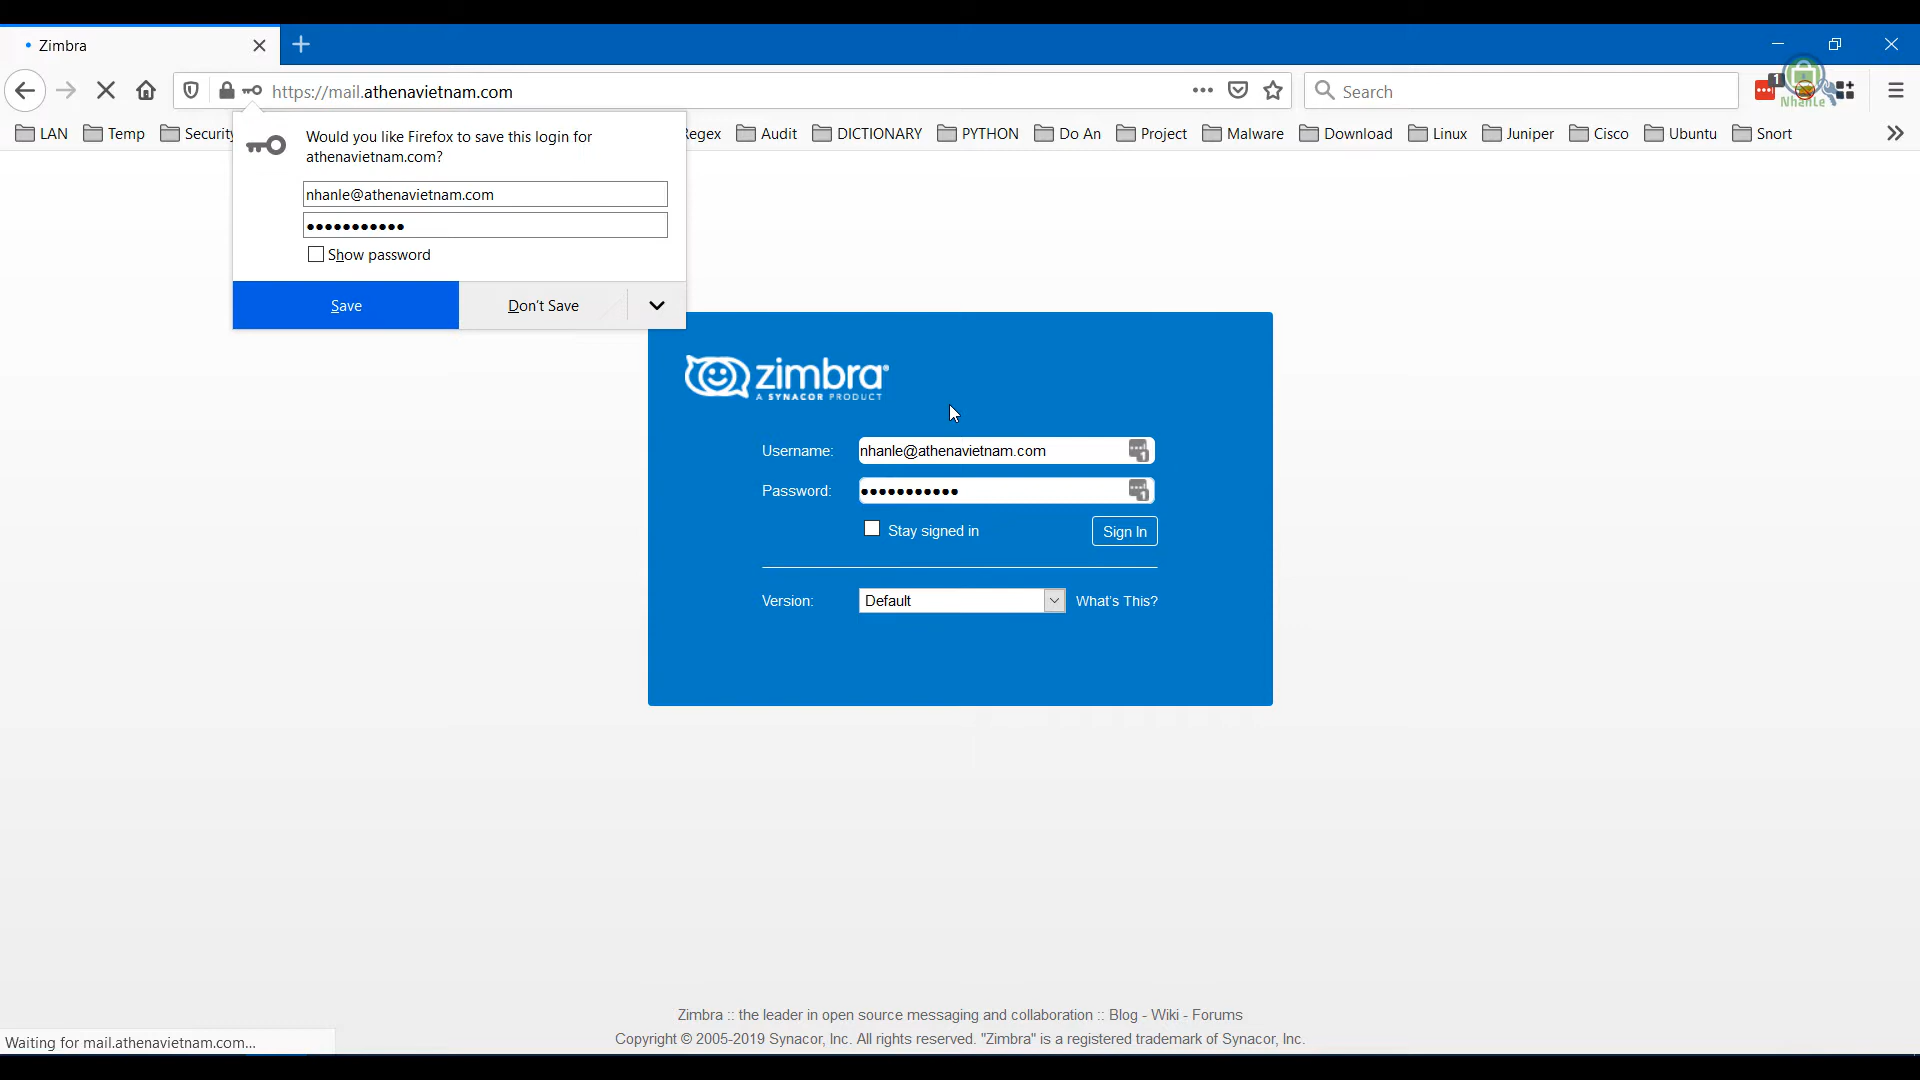 Zimbra
https://mail.athenavietnam.com
Search
1
NhanLe
LAN
Temp
Security
Regex
Audit
DICTIONARY
PYTHON
Do An
Project
Malware
Download
Linux
Juniper
Cisco
Ubuntu
Snort
Would you like Firefox to save this login for
athenavietnam.com?
nhanle@athenavietnam.com
•••••••••••
Show password
Save
Don't Save
zimbra®
A SYNACOR PRODUCT
Username:
nhanle@athenavietnam.com
1
Password:
•••••••••••
1
Stay signed in
Sign In
Version:
Default
What's This?
Zimbra :: the leader in open source messaging and collaboration :: Blog - Wiki - Forums
Copyright © 2005-2019 Synacor, Inc. All rights reserved. "Zimbra" is a registered trademark of Synacor, Inc.
Waiting for mail.athenavietnam.com...